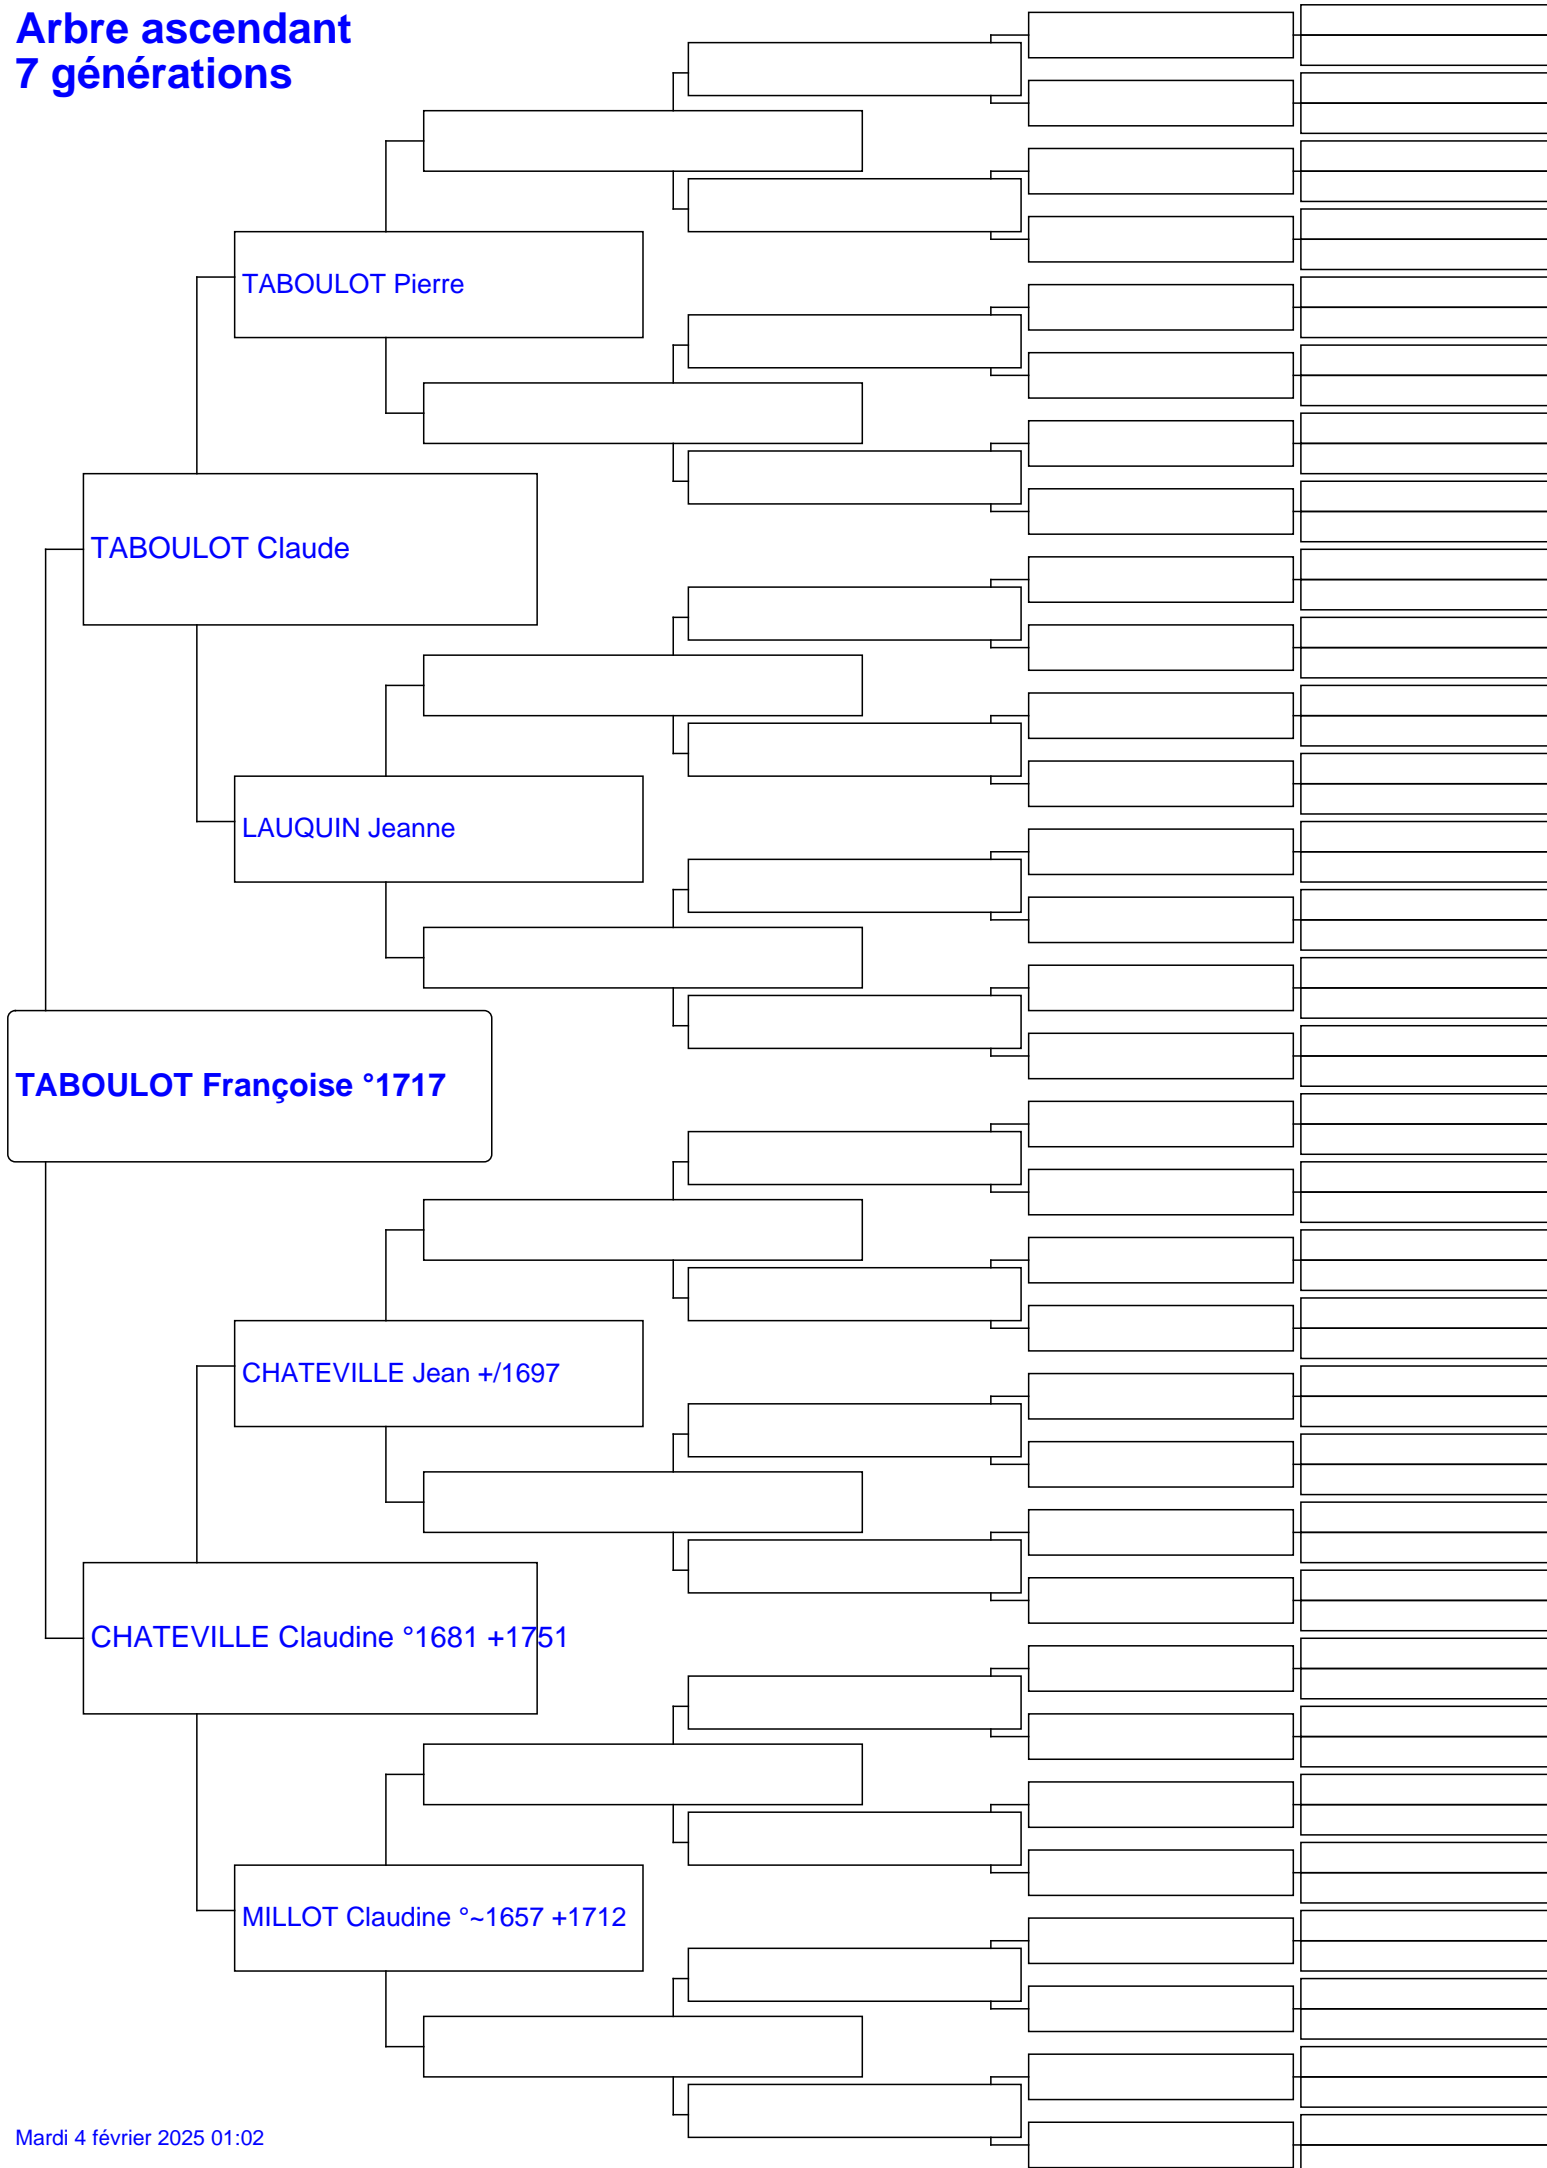 Arbre ascendant
7 générations
TABOULOT Pierre
TABOULOT Claude
LAUQUIN Jeanne
TABOULOT Françoise °1717
CHATEVILLE Jean +/1697
CHATEVILLE Claudine °1681 +1751
MILLOT Claudine °~1657 +1712
Mardi 4 février 2025 01:02